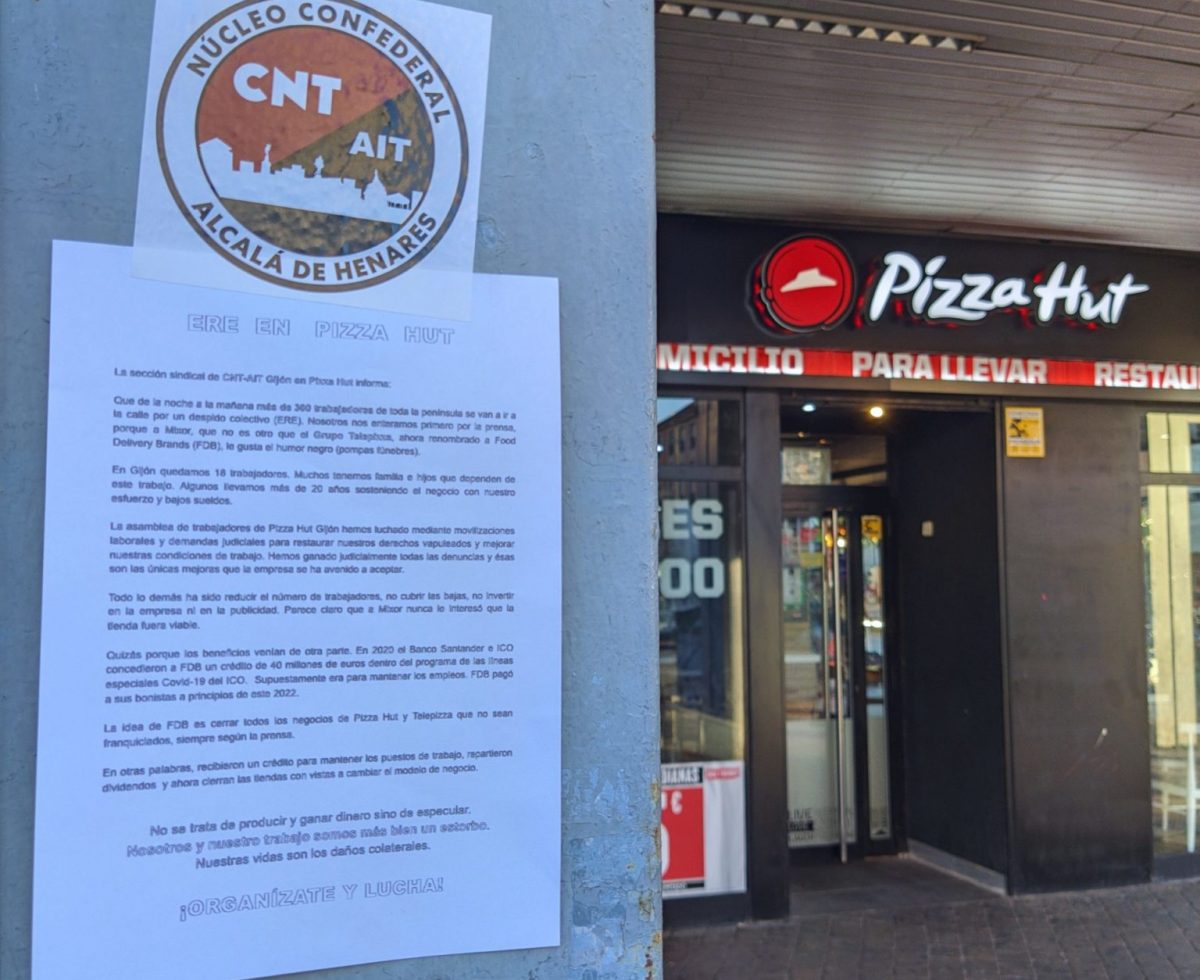 NÚCLEO CONFEDERAL
CNT
AIT
ALCALÁ DE HENARES
ERE EN PIZZA HUT
La sección sindical de CNT-AIT Gijón en Pizza Hut informa:
Que de la noche a la mañana más de 300 trabajadores de toda la península se van a ir a
la calle por un despido colectivo (ERE). Nosotros nos enteramos primero por la prensa,
porque a Mixor, que no es otro que el Grupo Telepizza, ahora renombrado a Food
Delivery Brands (FDB), le gusta el humor negro (pompas fúnebres).
En Gijón quedamos 18 trabajadores. Muchos tenemos familia e hijos que dependen de
este trabajo. Algunos llevamos más de 20 años sosteniendo el negocio con nuestro
esfuerzo y bajos sueldos.
La asamblea de trabajadores de Pizza Hut Gijón hemos luchado mediante movilizaciones
laborales y demandas judiciales para restaurar nuestros derechos vapuleados y mejorar
nuestras condiciones de trabajo. Hemos ganado judicialmente todas las denuncias y ésas
son las únicas mejoras que la empresa se ha avenido a aceptar.
Todo lo demás ha sido reducir el número de trabajadores, no cubrir las bajas, no invertir
en la empresa ni en la publicidad. Parece claro que a Mixor nunca le interesó que la
tienda fuera viable.
Quizás porque los beneficios venían de otra parte. En 2020 el Banco Santander e ICO
concedieron a FDB un crédito de 40 millones de euros dentro del programa de las líneas
especiales Covid-19 del ICO. Supuestamente era para mantener los empleos. FDB pagó
a sus bonistas a principios de este 2022.
La idea de FDB es cerrar todos los negocios de Pizza Hut y Telepizza que no sean
franquiciados, siempre según la prensa.
En otras palabras, recibieron un crédito para mantener los puestos de trabajo, repartieron
dividendos y ahora cierran las tiendas con vistas a cambiar el modelo de negocio.
No se trata de producir y ganar dinero sino de especular.
Nosotros y nuestro trabajo somos más bien un estorbo.
Nuestras vidas son los daños colaterales.
¡ORGANÍZATE Y LUCHA!
Pizza Hut
MICILIO PARA LLEVAR RESTAU
ES
00
DIANAS
€